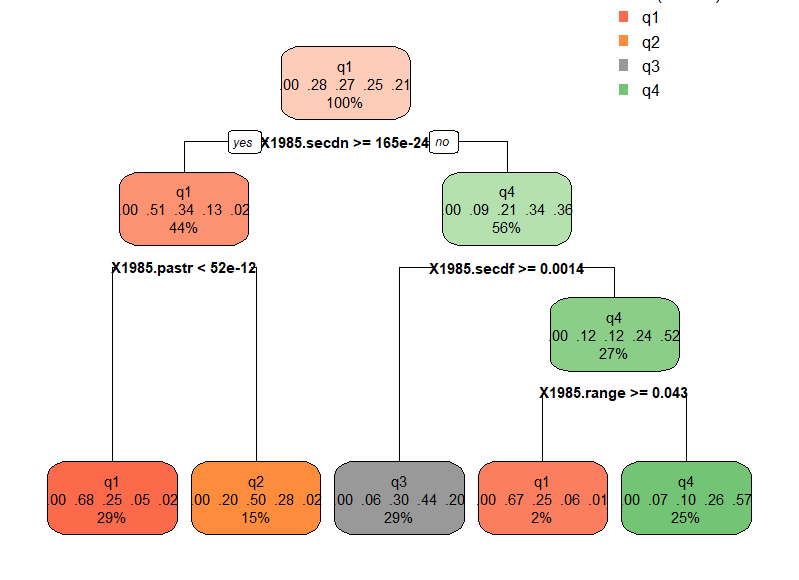 q1
q2
q3
q4
q1
.00 .28 .27 .25 .21
100%
yes
X1985.secdn >= 165e-24
no
q1
.00 .51 .34 .13 .02
44%
q4
.00 .09 .21 .34 .36
56%
X1985.pastr < 52e-12
X1985.secdf >= 0.0014
q4
.00 .12 .12 .24 .52
27%
X1985.range >= 0.043
q1
.00 .68 .25 .05 .02
29%
q2
.00 .20 .50 .28 .02
15%
q3
.00 .06 .30 .44 .20
29%
q1
.00 .67 .25 .06 .01
2%
q4
.00 .07 .10 .26 .57
25%